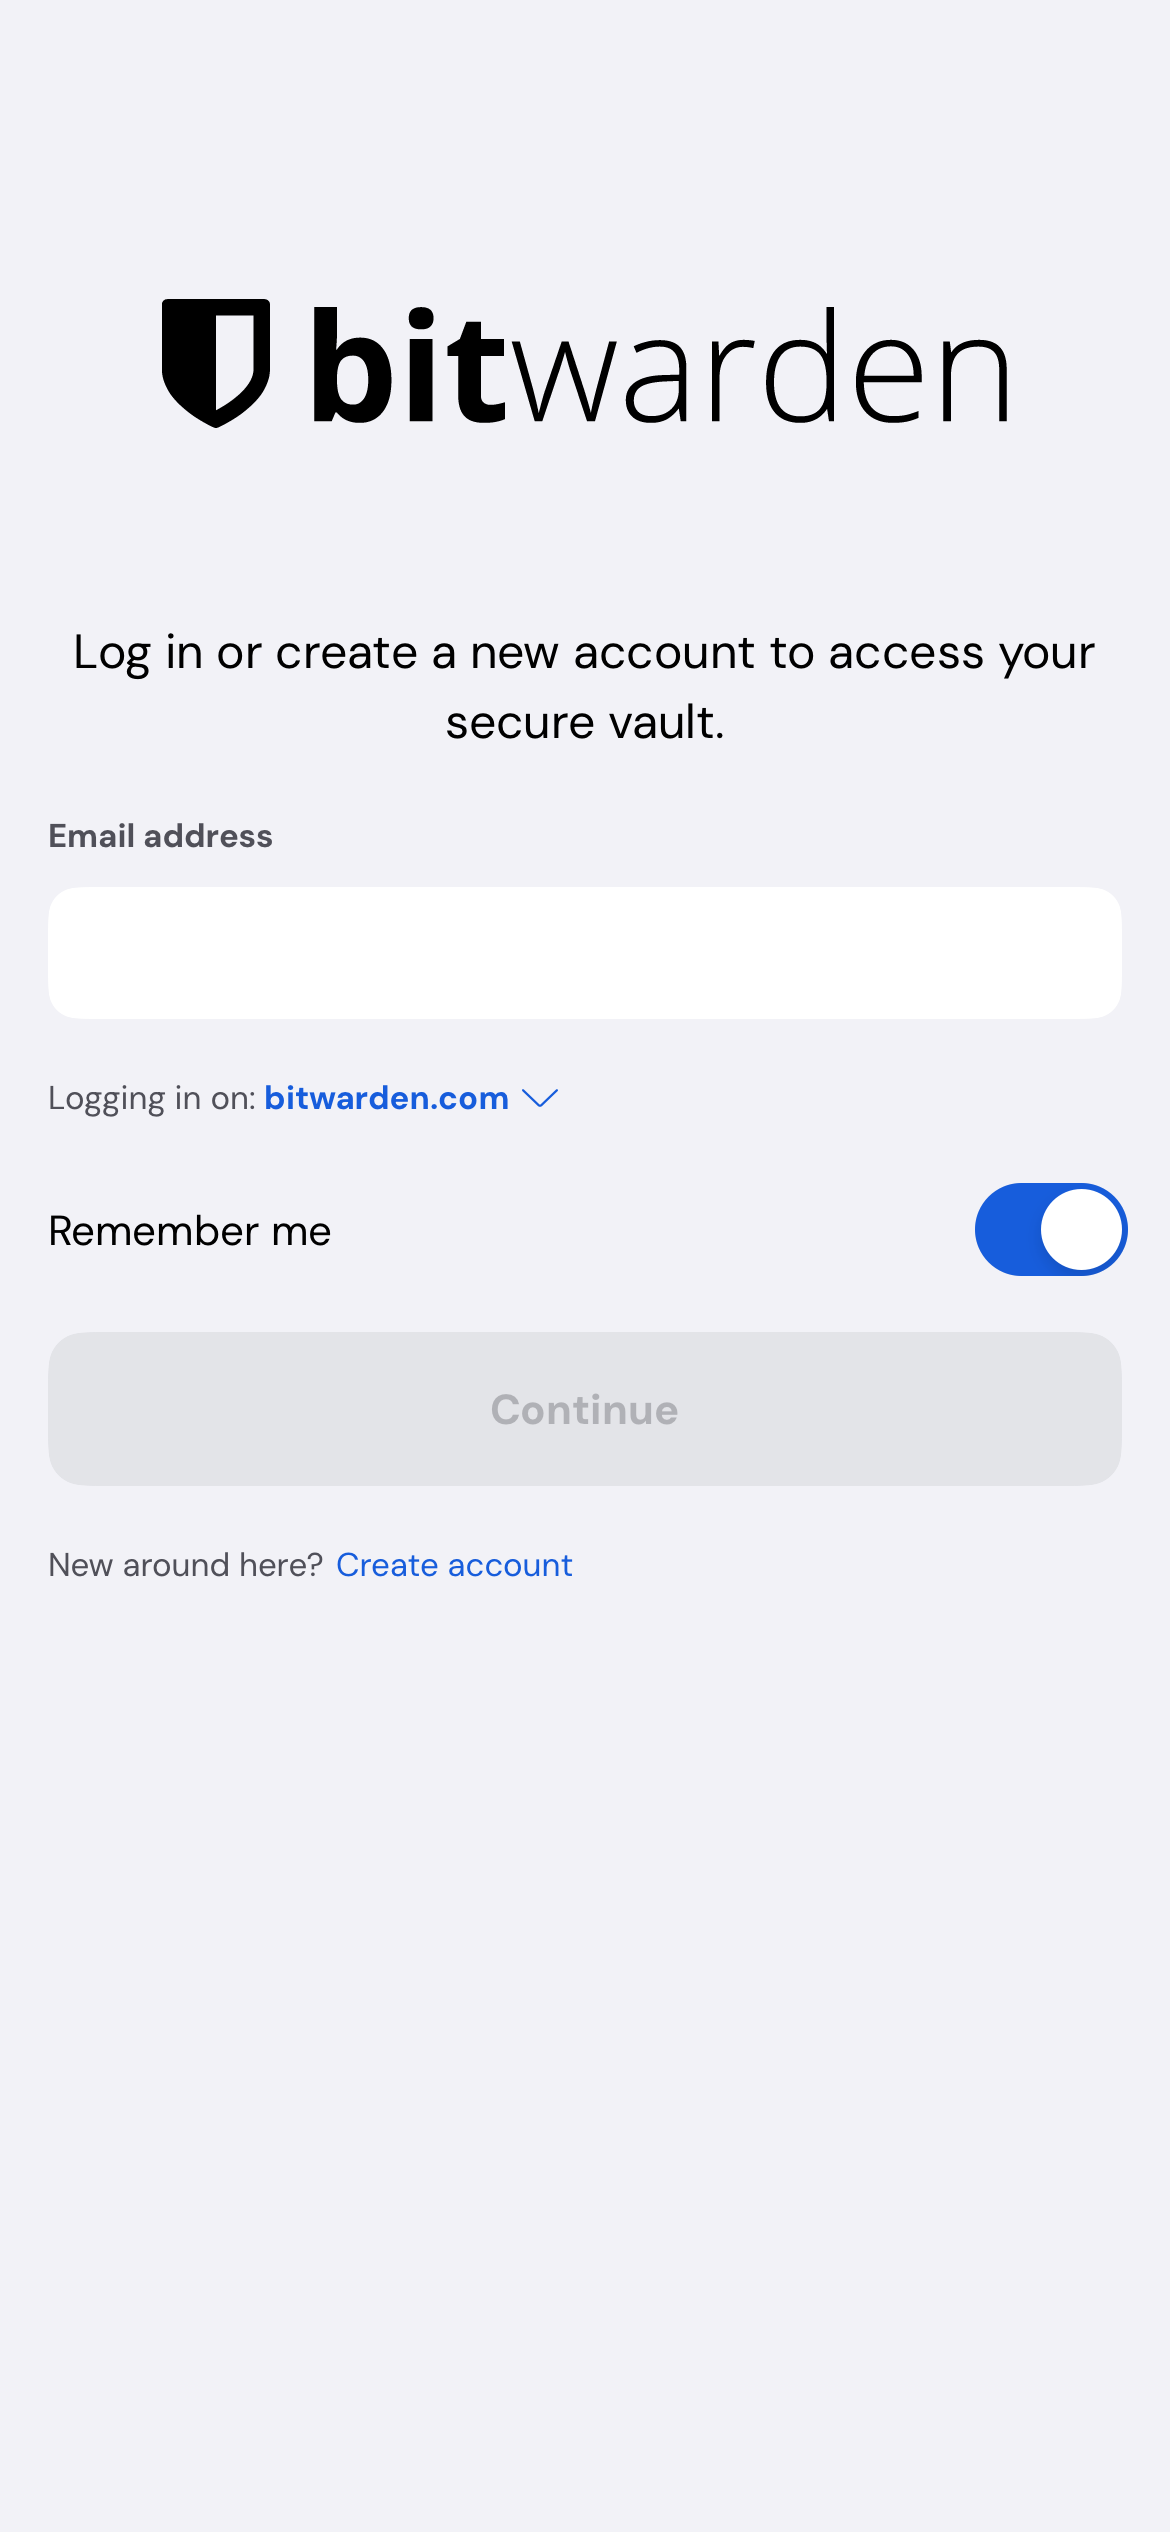 bitwarden
Log in or create a new account to access your
secure vault.
Email address
Logging in on: bitwarden.com
Remember me
Continue
New around here? Create account